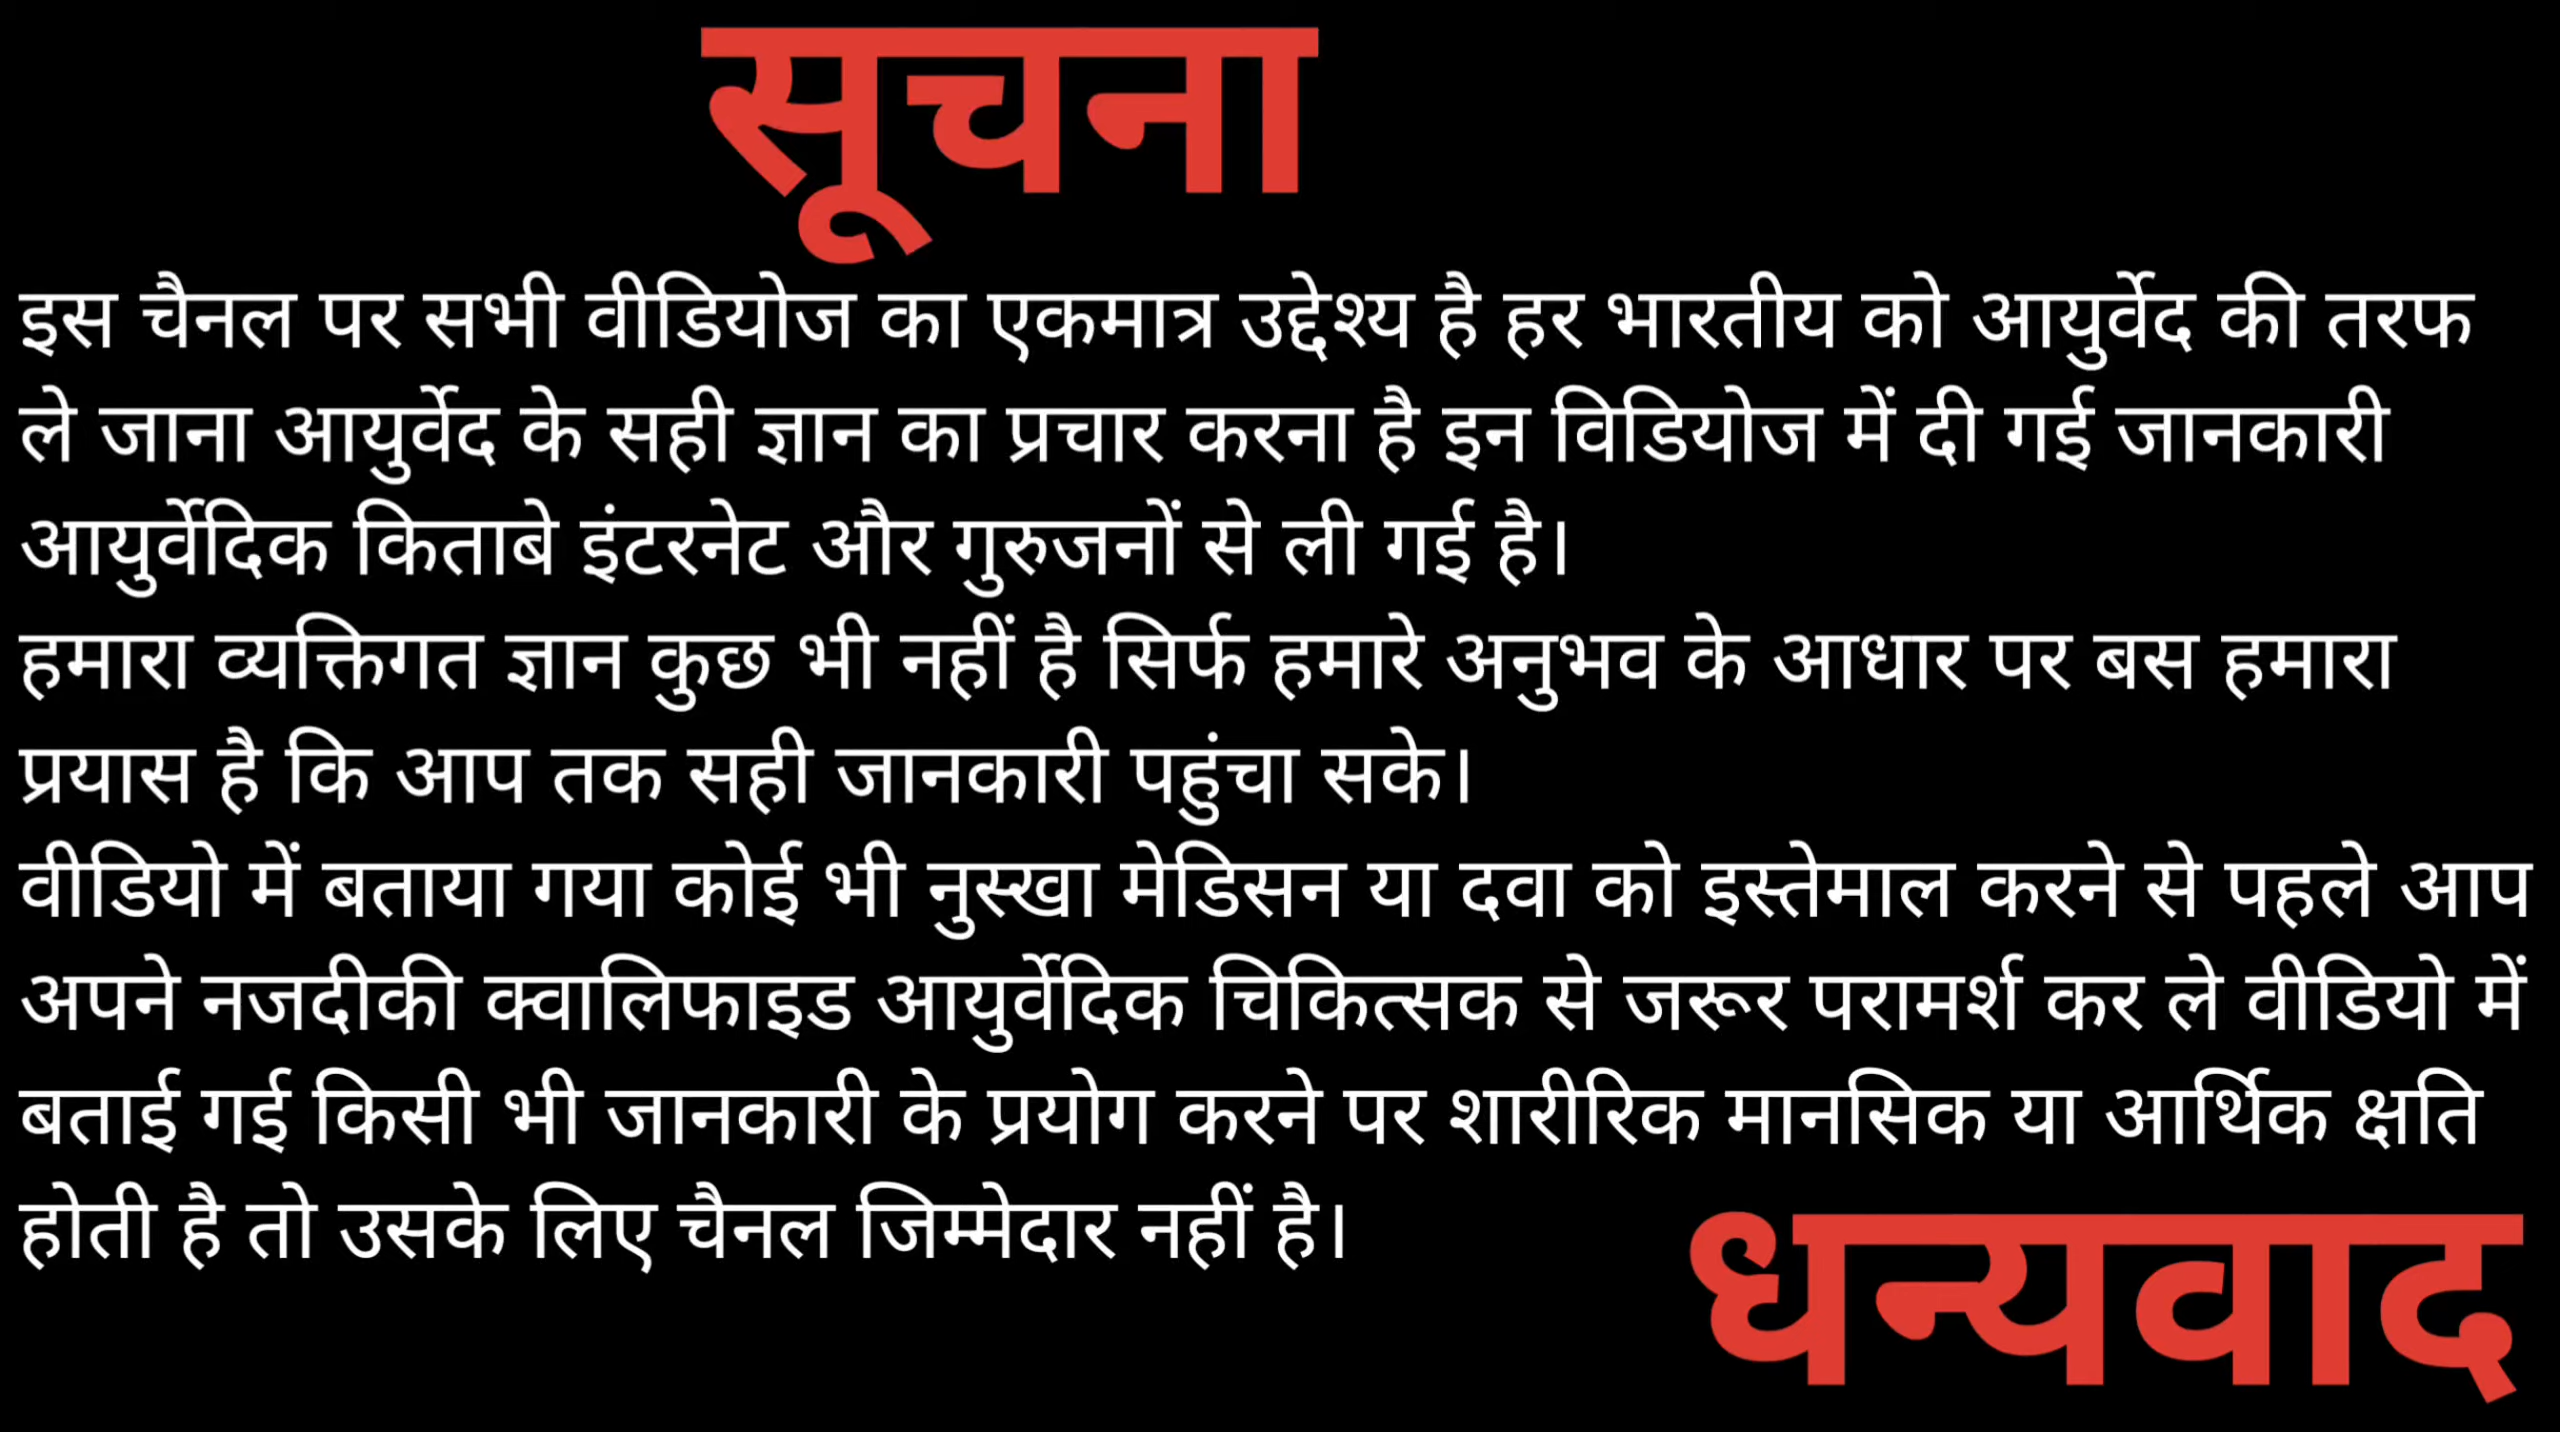 सूचना
इस चैनल पर सभी वीडियोज का एकमात्र उद्देश्य है हर भारतीय को आयुर्वेद की तरफ
ले जाना आयुर्वेद के सही ज्ञान का प्रचार करना है इन विडियोज में दी गई जानकारी
आयुर्वेदिक किताबे इंटरनेट और गुरुजनों से ली गई है।
हमारा व्यक्तिगत ज्ञान कुछ भी नहीं है सिर्फ हमारे अनुभव के आधार पर बस हमारा
प्रयास है कि आप तक सही जानकारी पहुंचा सके।
वीडियो में बताया गया कोई भी नुस्खा मेडिसन या दवा को इस्तेमाल करने से पहले आप
अपने नजदीकी क्वालिफाइड आयुर्वेदिक चिकित्सक से जरूर परामर्श कर ले वीडियो में
बताई गई किसी भी जानकारी के प्रयोग करने पर शारीरिक मानसिक या आर्थिक क्षति
होती है तो उसके लिए चैनल जिम्मेदार नहीं है।
धन्यवाद